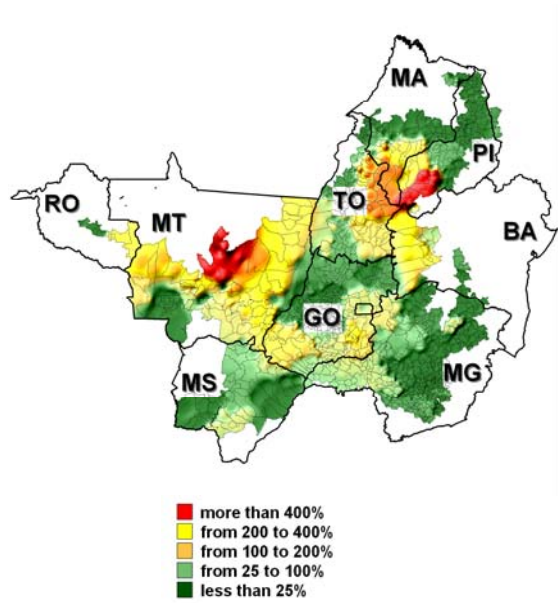 MA
PI
TO
RO
MT
BA
GO
MS
MG
more than 400%
from 200 to 400%
from 100 to 200%
from 25 to 100%
less than 25%